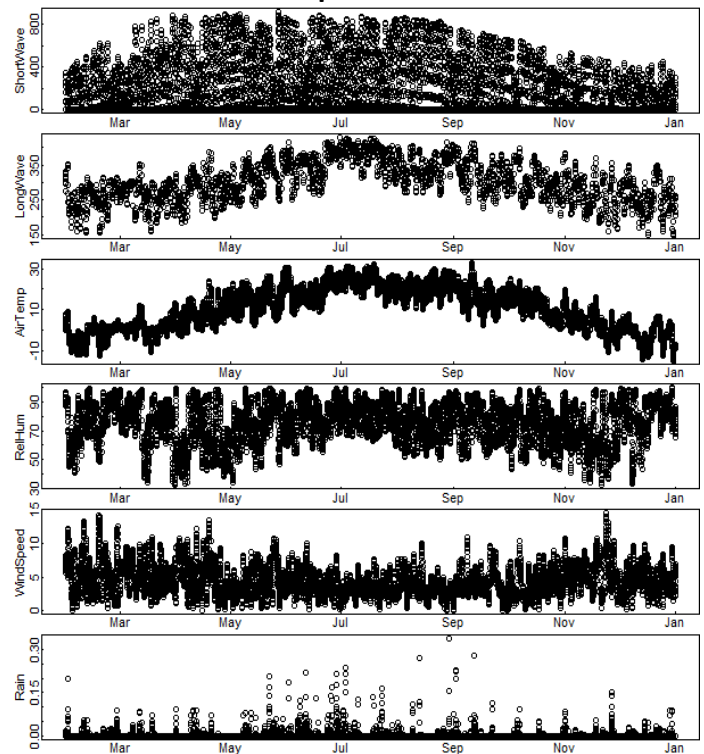 ShortWave
800
400
0
Mar May Jul Sep Nov Jan
LongWave
350
250
150
Mar May Jul Sep Nov Jan
AirTemp
30
10
-10
Mar May Jul Sep Nov Jan
RelHum
90
70
50
30
Mar May Jul Sep Nov Jan
WindSpeed
15
10
5
0
Mar May Jul Sep Nov Jan
Rain
0.30
0.15
0.00
Mar May Jul Sep Nov Jan